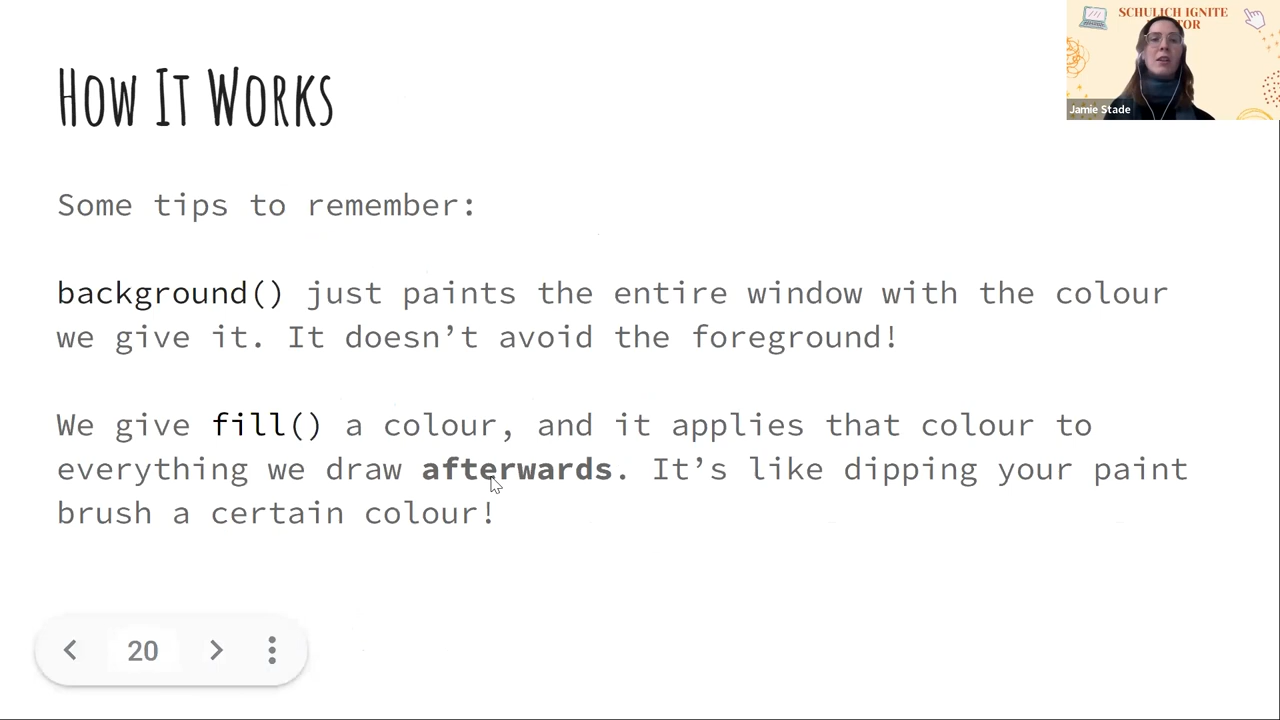 SCHULICH IGNITE
TOR
Jamie Stade
How It Works
Some tips to remember:
background() just paints the entire window with the colour
we give it. It doesn’t avoid the foreground!
We give fill() a colour, and it applies that colour to
everything we draw afterwards. It’s like dipping your paint
brush a certain colour!
20